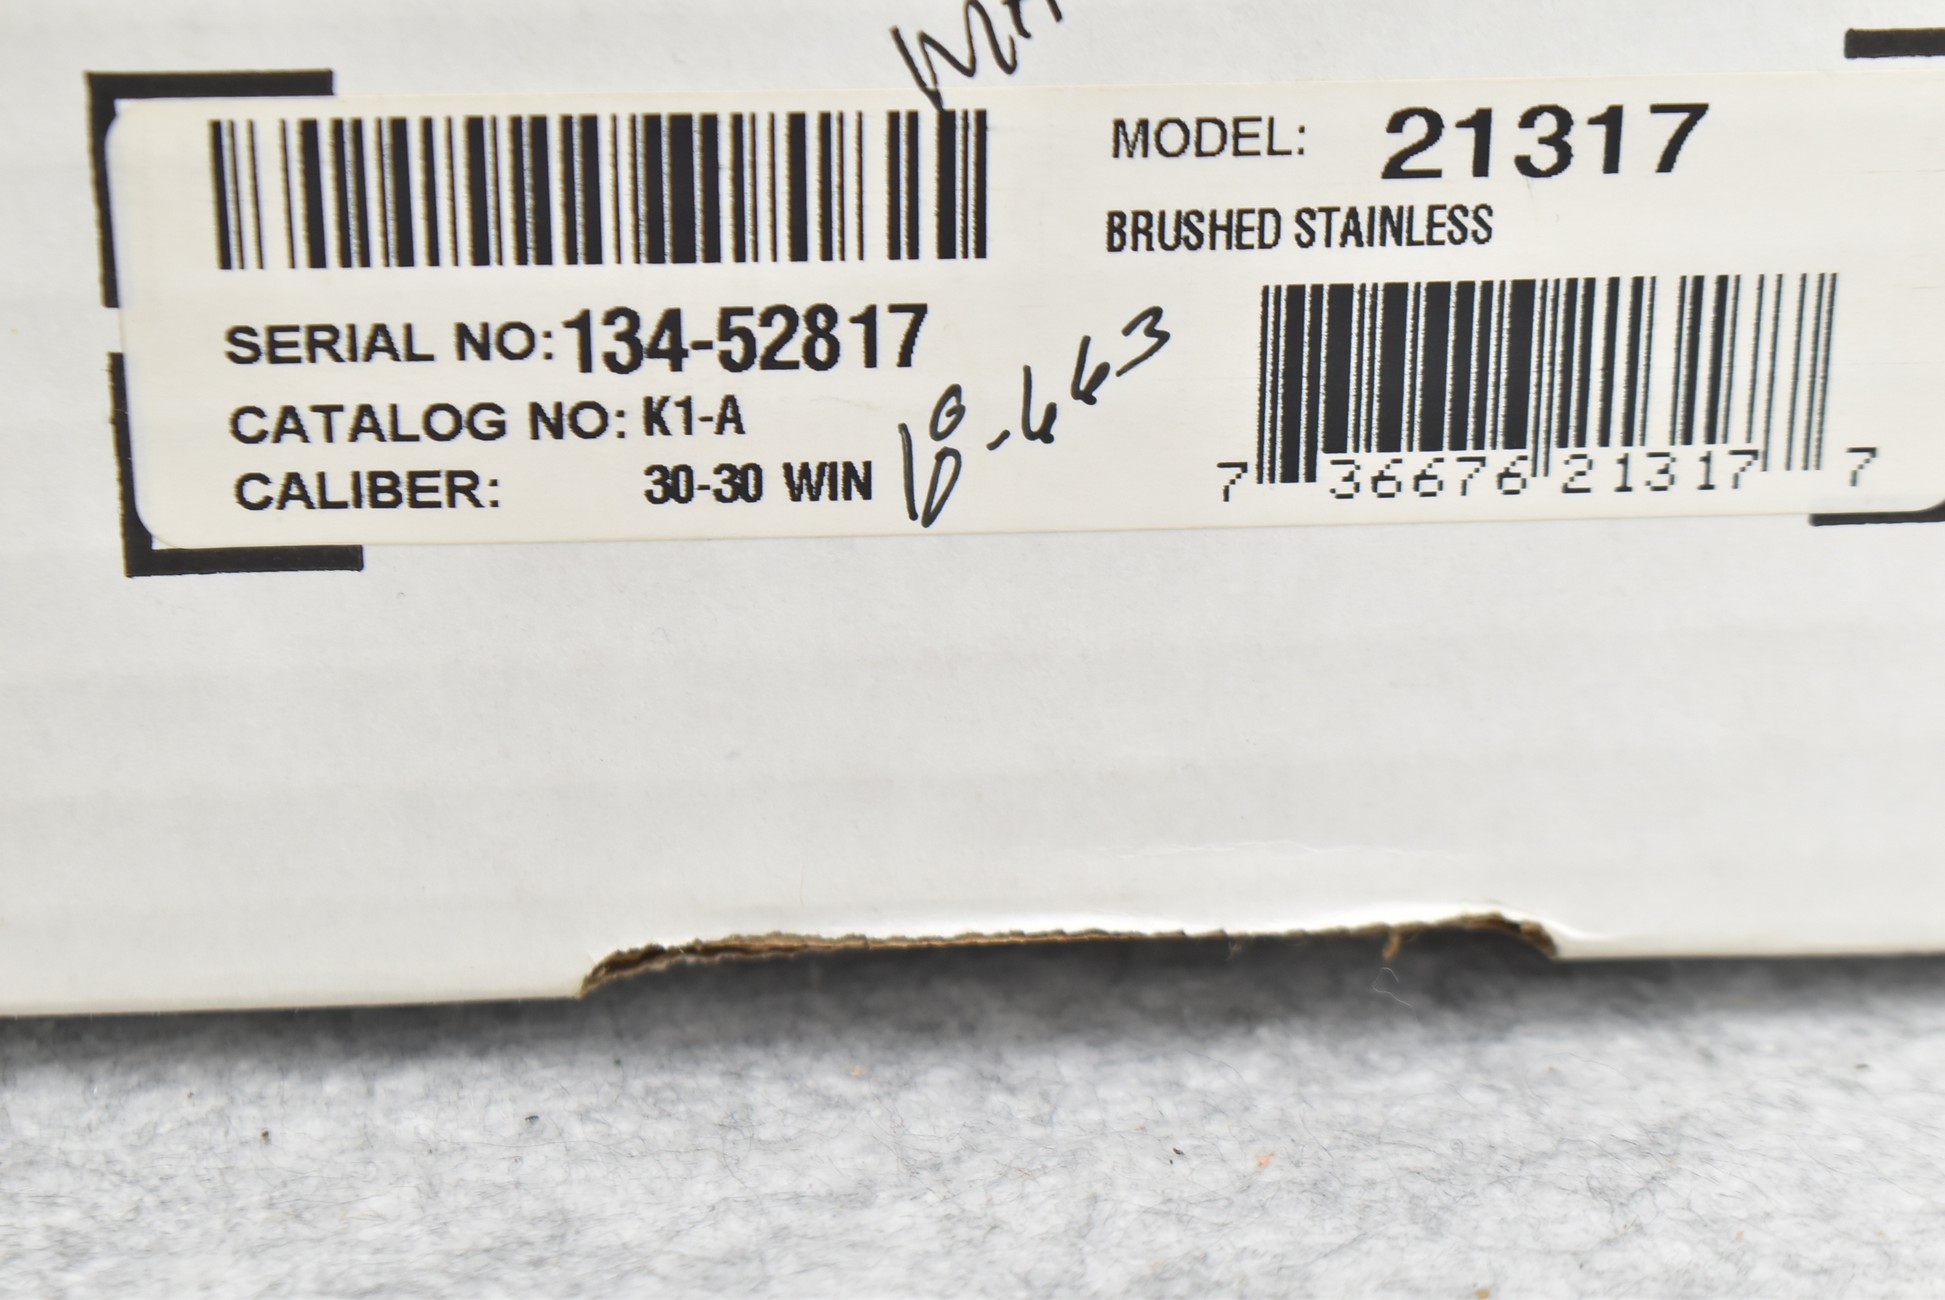 MODEL: 21317
BRUSHED STAINLESS
SERIAL NO: 134-52817
CATALOG NO: K1-A
CALIBER: 30-30 WIN
7 36676 21317 7